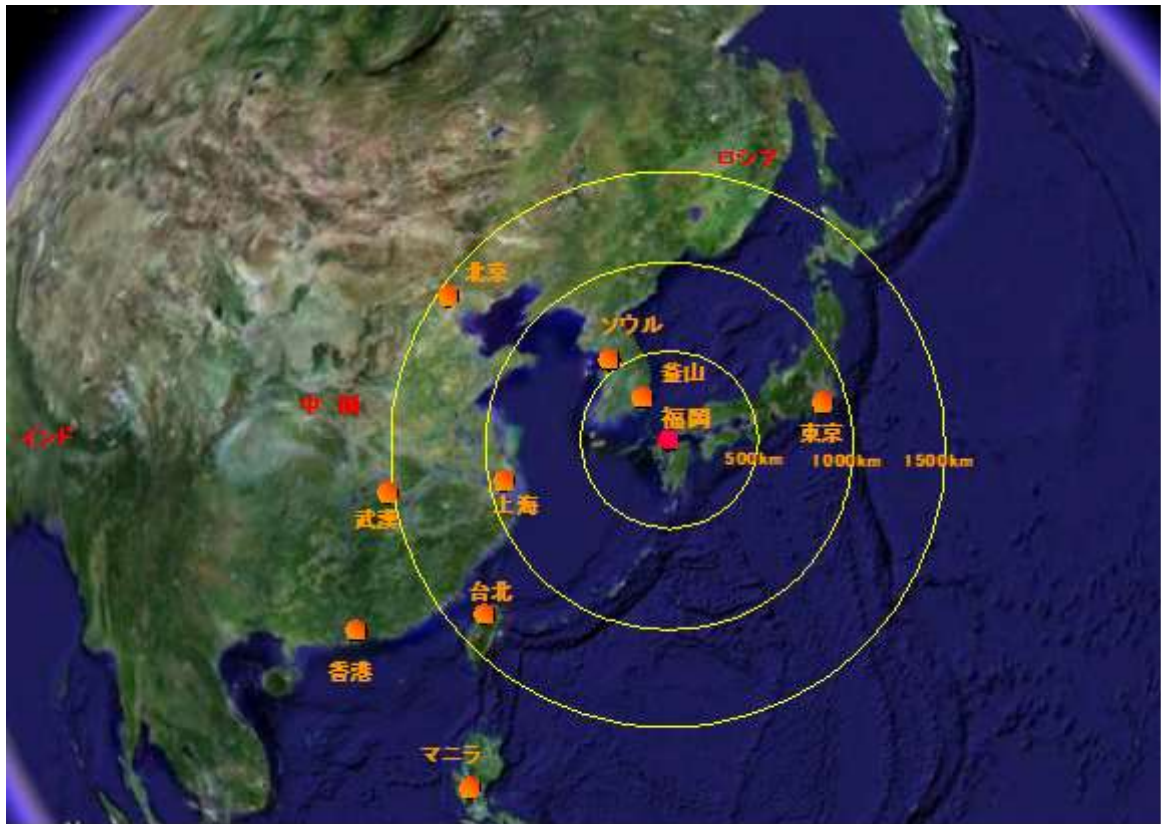 ロシア
北京
ソウル
釜山
中国
福岡
インド
東京
500km 1000km 1500km
武漢
上海
台北
香港
マニラ